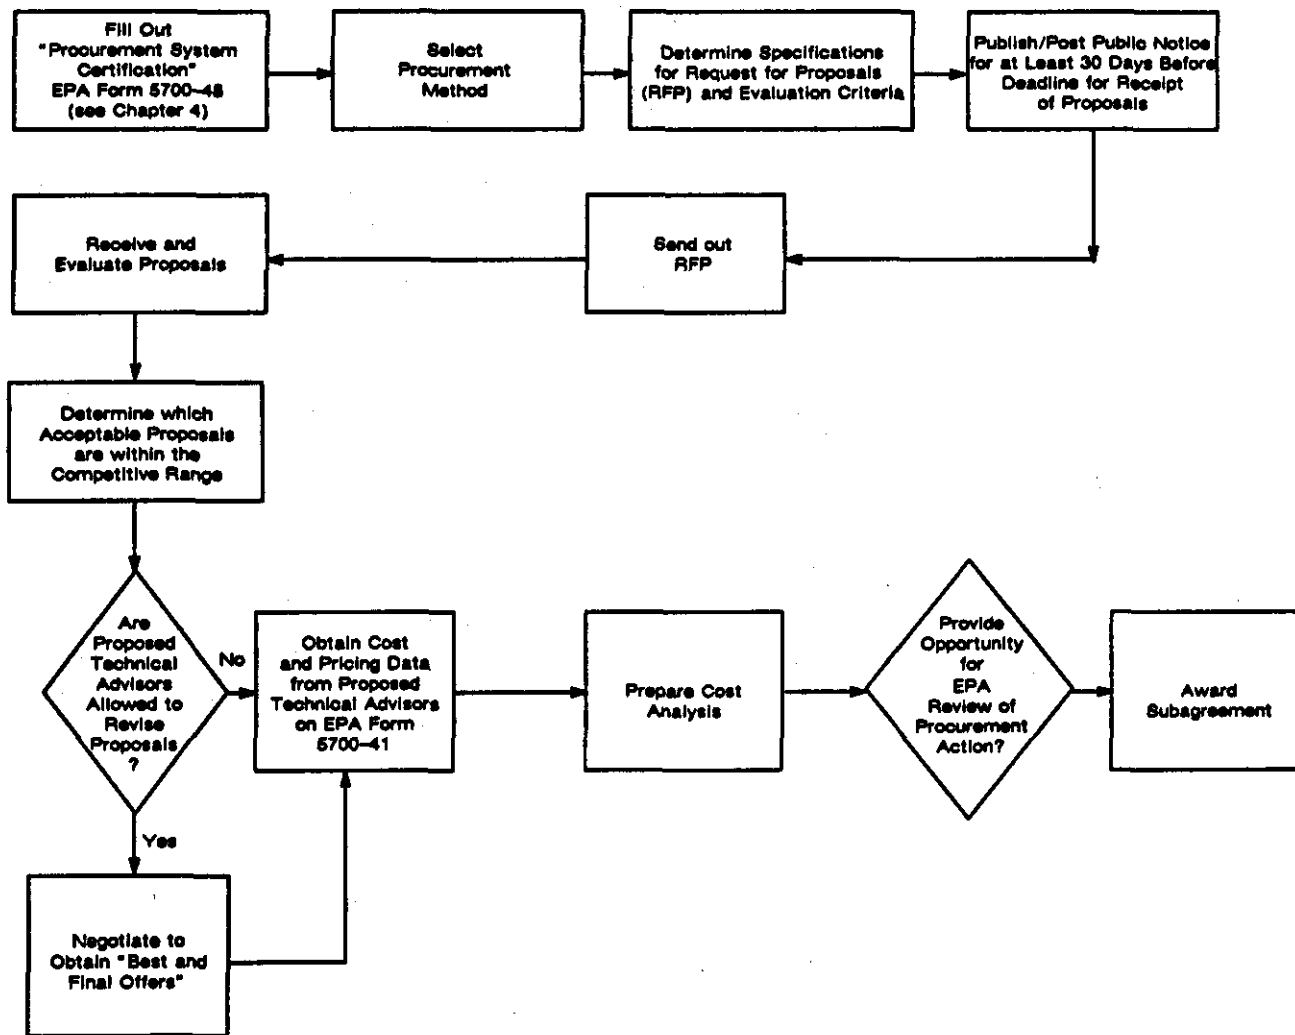 Fill Out
"Procurement System
Certification"
EPA Form 5700-48
(see Chapter 4)
Select
Procurement
Method
Determine Specifications
for Request for Proposals
(RFP) and Evaluation Criteria
Publish/Post Public Notice
for at Least 30 Days Before
Deadline for Receipt
of Proposals
Send out
RFP
Receive and
Evaluate Proposals
Determine which
Acceptable Proposals
are within the
Competitive Range
Are
Proposed
Technical
Advisors
Allowed to
Revise
Proposals
?
No
Yes
Negotiate to
Obtain "Best and
Final Offers"
Obtain Cost
and Pricing Data
from Proposed
Technical Advisors
on EPA Form
5700-41
Prepare Cost
Analysis
Provide
Opportunity
for
EPA
Review of
Procurement
Action?
Award
Subagreement